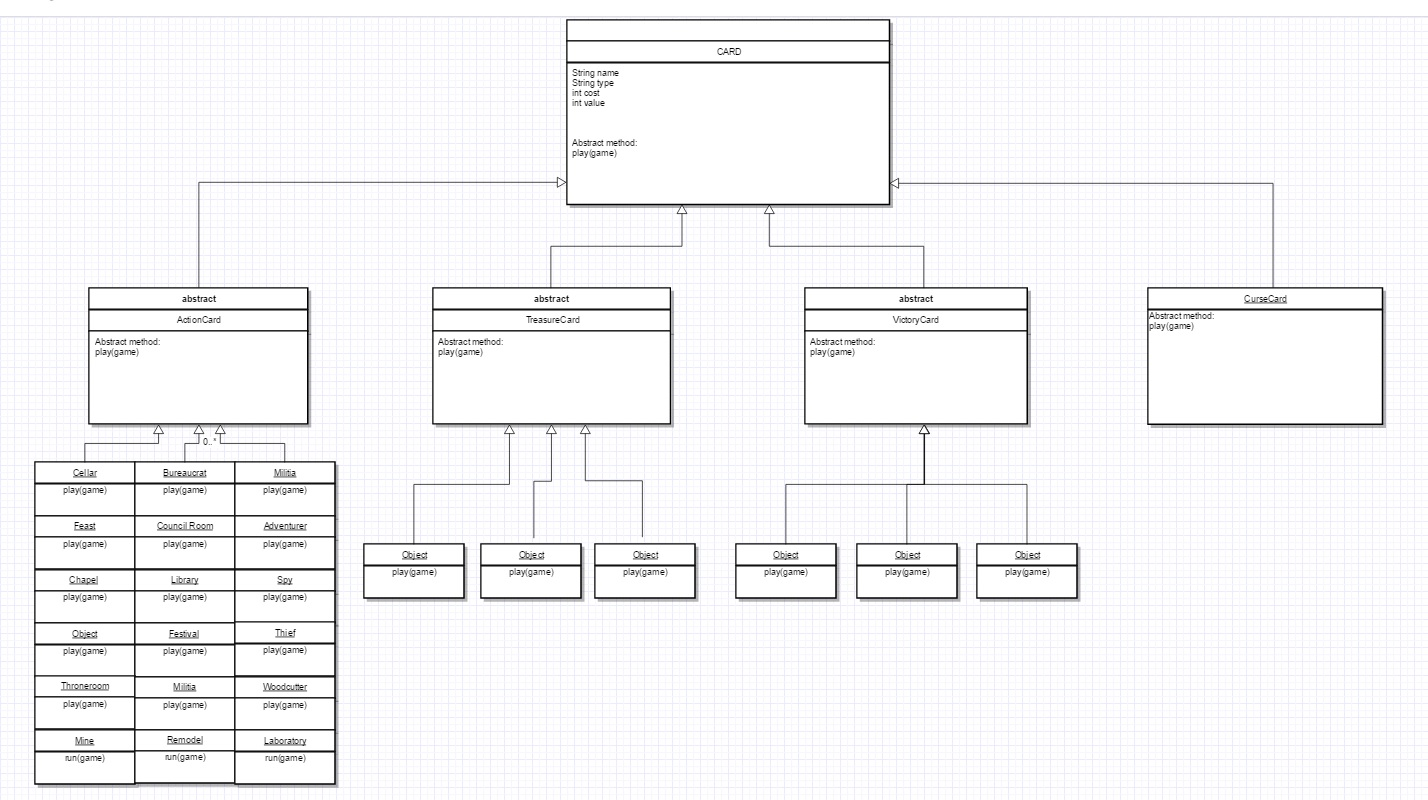 CARD
String name
String type
int cost
int value
Abstract method:
play(game)
abstract
ActionCard
Abstract method:
play(game)
abstract
TreasureCard
Abstract method:
play(game)
abstract
VictoryCard
Abstract method:
play(game)
CurseCard
Abstract method:
play(game)
0..*
Cellar
play(game)
Bureaucrat
play(game)
Militia
play(game)
Feast
play(game)
Council Room
play(game)
Adventurer
play(game)
Chapel
play(game)
Library
play(game)
Spy
play(game)
Object
play(game)
Festival
play(game)
Thief
play(game)
Throneroom
play(game)
Militia
play(game)
Woodcutter
play(game)
Mine
run(game)
Remodel
run(game)
Laboratory
run(game)
Object
play(game)
Object
play(game)
Object
play(game)
Object
play(game)
Object
play(game)
Object
play(game)